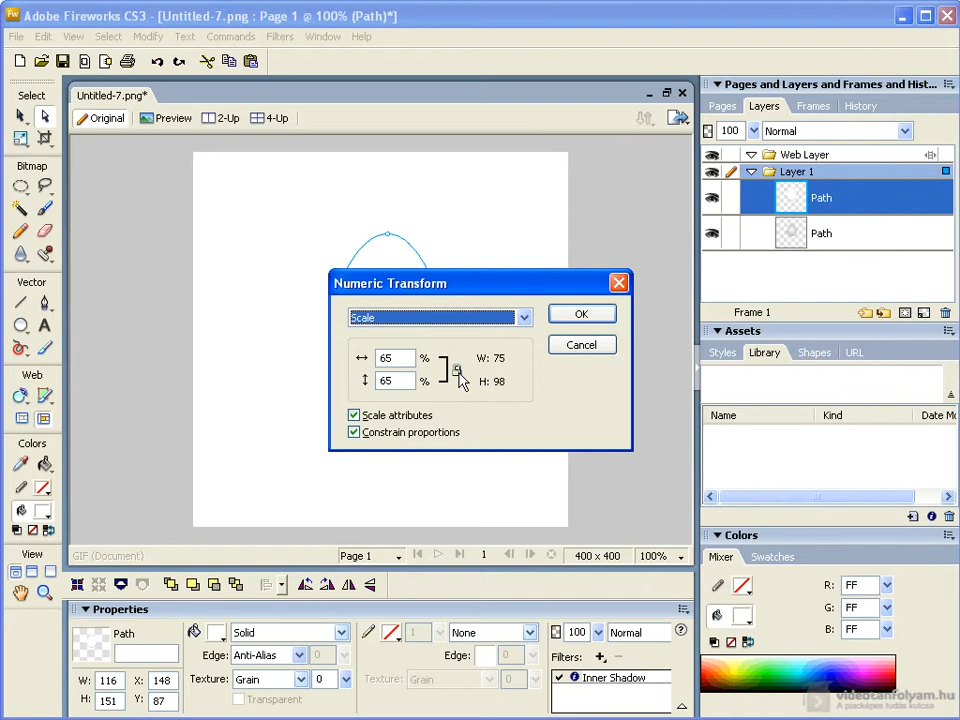 Adobe Fireworks CS3 - [Untitled-7.png : Page 1 @ 100% (Path)*]
File Edit View Select Modify Text Commands Filters Window Help
Select
Bitmap
Vector
Web
Colors
View
Untitled-7.png*
Original Preview 2-Up 4-Up
Numeric Transform
Scale
OK
Cancel
65 % W: 75
65 % H: 98
Scale attributes
Constrain proportions
GIF (Document) Page 1 1 400 x 400 100%
Properties
Path Solid 1 None 100 Normal ?
Edge: Anti-Alias 0 Edge: 0 Filters:
W: 116 X: 148 Texture: Grain 0 Texture: Grain 0 Inner Shadow
H: 151 Y: 87 Transparent
Pages and Layers and Frames and Hist...
Pages Layers Frames History
100 Normal
Web Layer
Layer 1
Path
Path
Frame 1
Assets
Styles Library Shapes URL
Name Kind Date Mo
Colors
Mixer Swatches
R: FF
G: FF
B: FF
videotanfolyam.hu
A piacképes tudás kulcsa